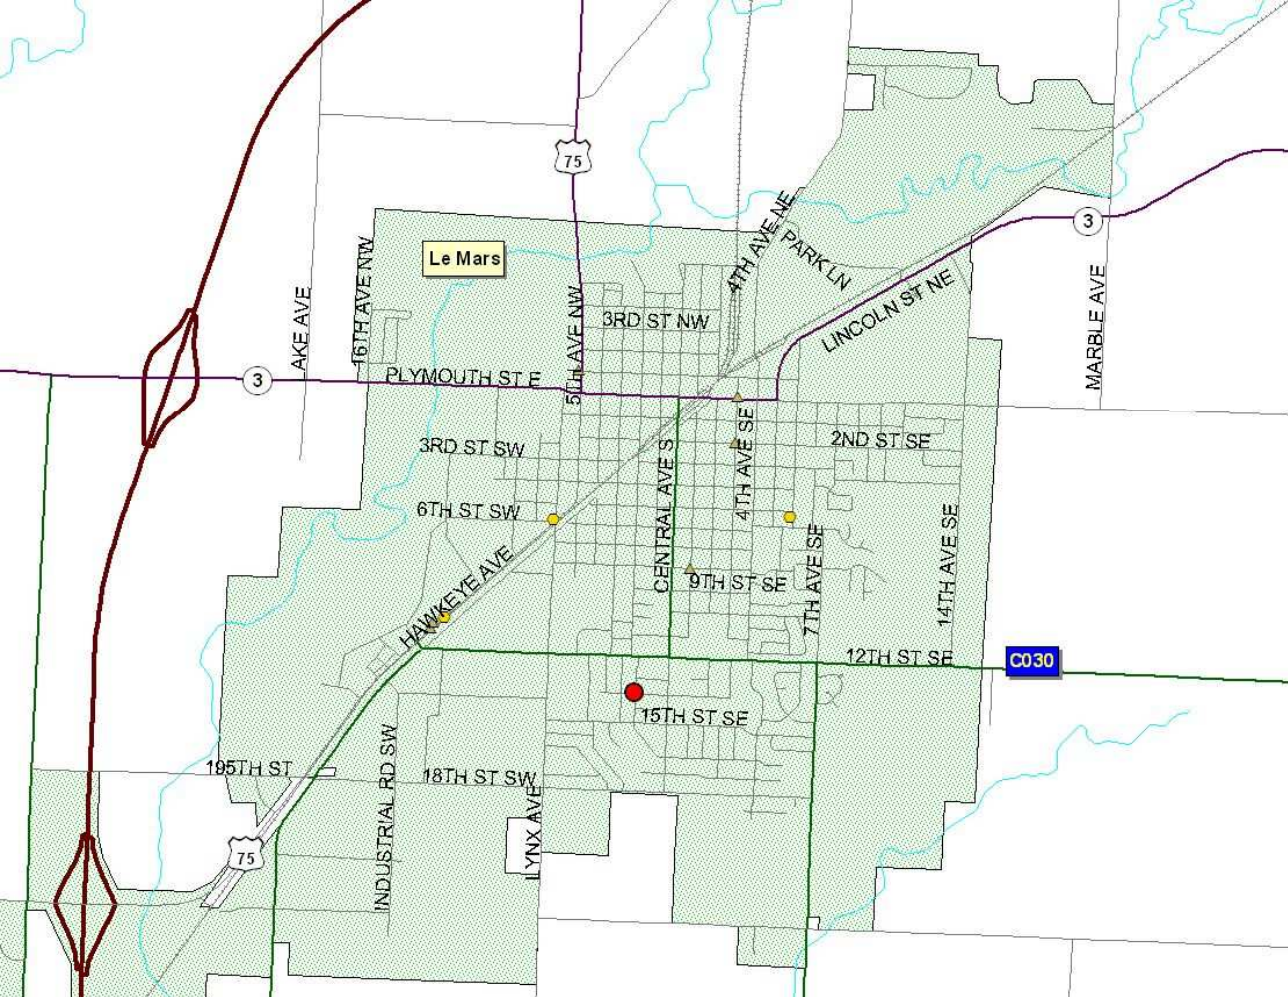 75
3
4TH AVE NE
PARK LN
Le Mars
16TH AVE NW
AKE AVE
5TH AVE NW
3RD ST NW
LINCOLN ST NE
MARBLE AVE
3
PLYMOUTH ST E
3RD ST SW
CENTRAL AVE S
4TH AVE SE
2ND ST SE
6TH ST SW
HAWKEYE AVE
9TH ST SE
7TH AVE SE
14TH AVE SE
12TH ST SE
C030
15TH ST SE
195TH ST
INDUSTRIAL RD SW
18TH ST SW
LYNX AVE
75